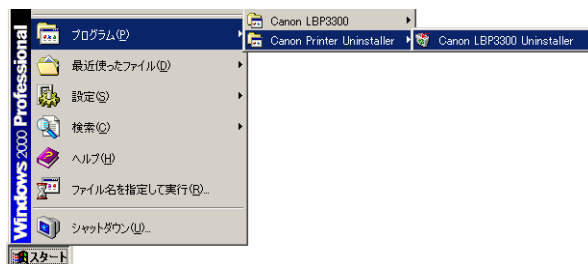 Canon LBP3300
プログラム(P)
Canon Printer Uninstaller
Canon LBP3300 Uninstaller
最近使ったファイル(D)
設定(S)
検索(C)
ヘルプ(H)
ファイル名を指定して実行(R)...
シャットダウン(U)...
Windows 2000 Professional
スタート